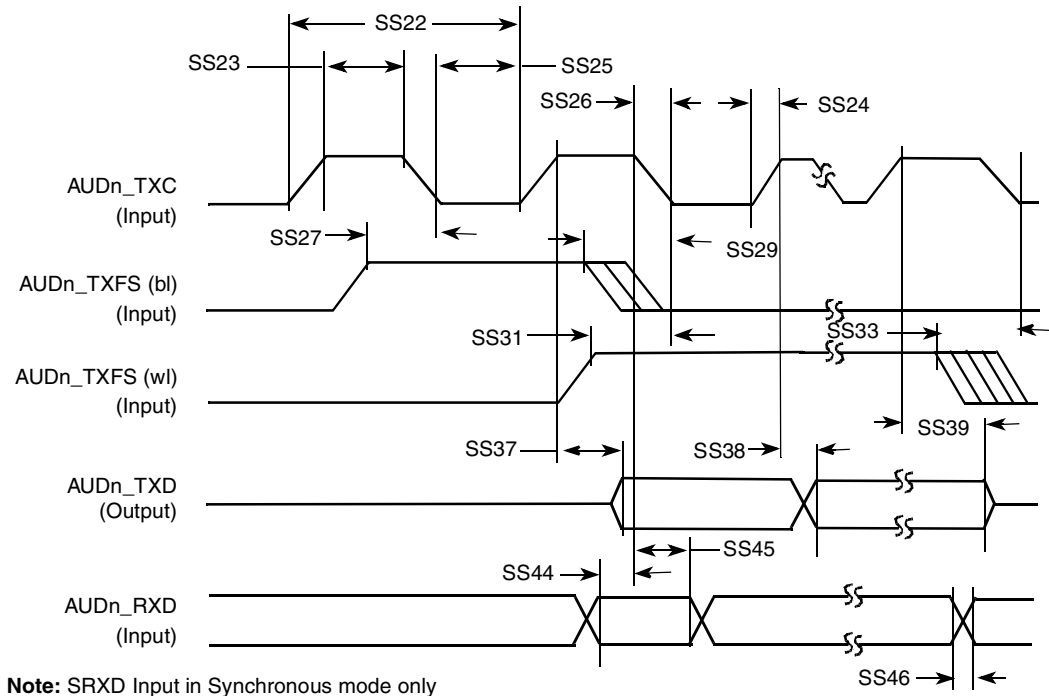 SS22
SS23
SS25
SS26
SS24
AUDn_TXC
(Input)
SS27
SS29
AUDn_TXFS (bl)
(Input)
SS31
SS33
AUDn_TXFS (wl)
(Input)
SS39
SS37
SS38
AUDn_TXD
(Output)
SS45
SS44
AUDn_RXD
(Input)
SS46
Note: SRXD Input in Synchronous mode only